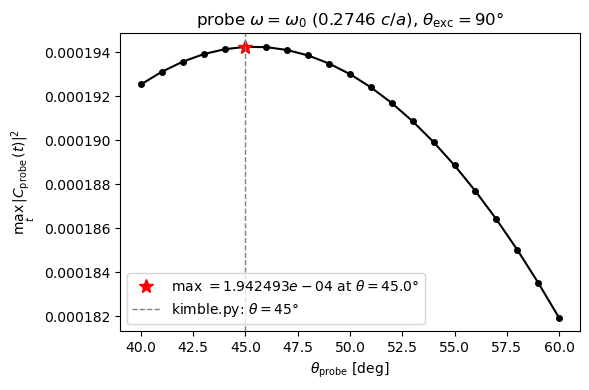 probe ω = ω₀ (0.2746 c/a), θ_exc = 90°
max_t |C_probe(t)|²
0.000194
0.000192
0.000190
0.000188
0.000186
0.000184
0.000182
max = 1.942493e − 04 at θ = 45.0°
kimble.py: θ = 45°
40.0 42.5 45.0 47.5 50.0 52.5 55.0 57.5 60.0
θ_probe [deg]